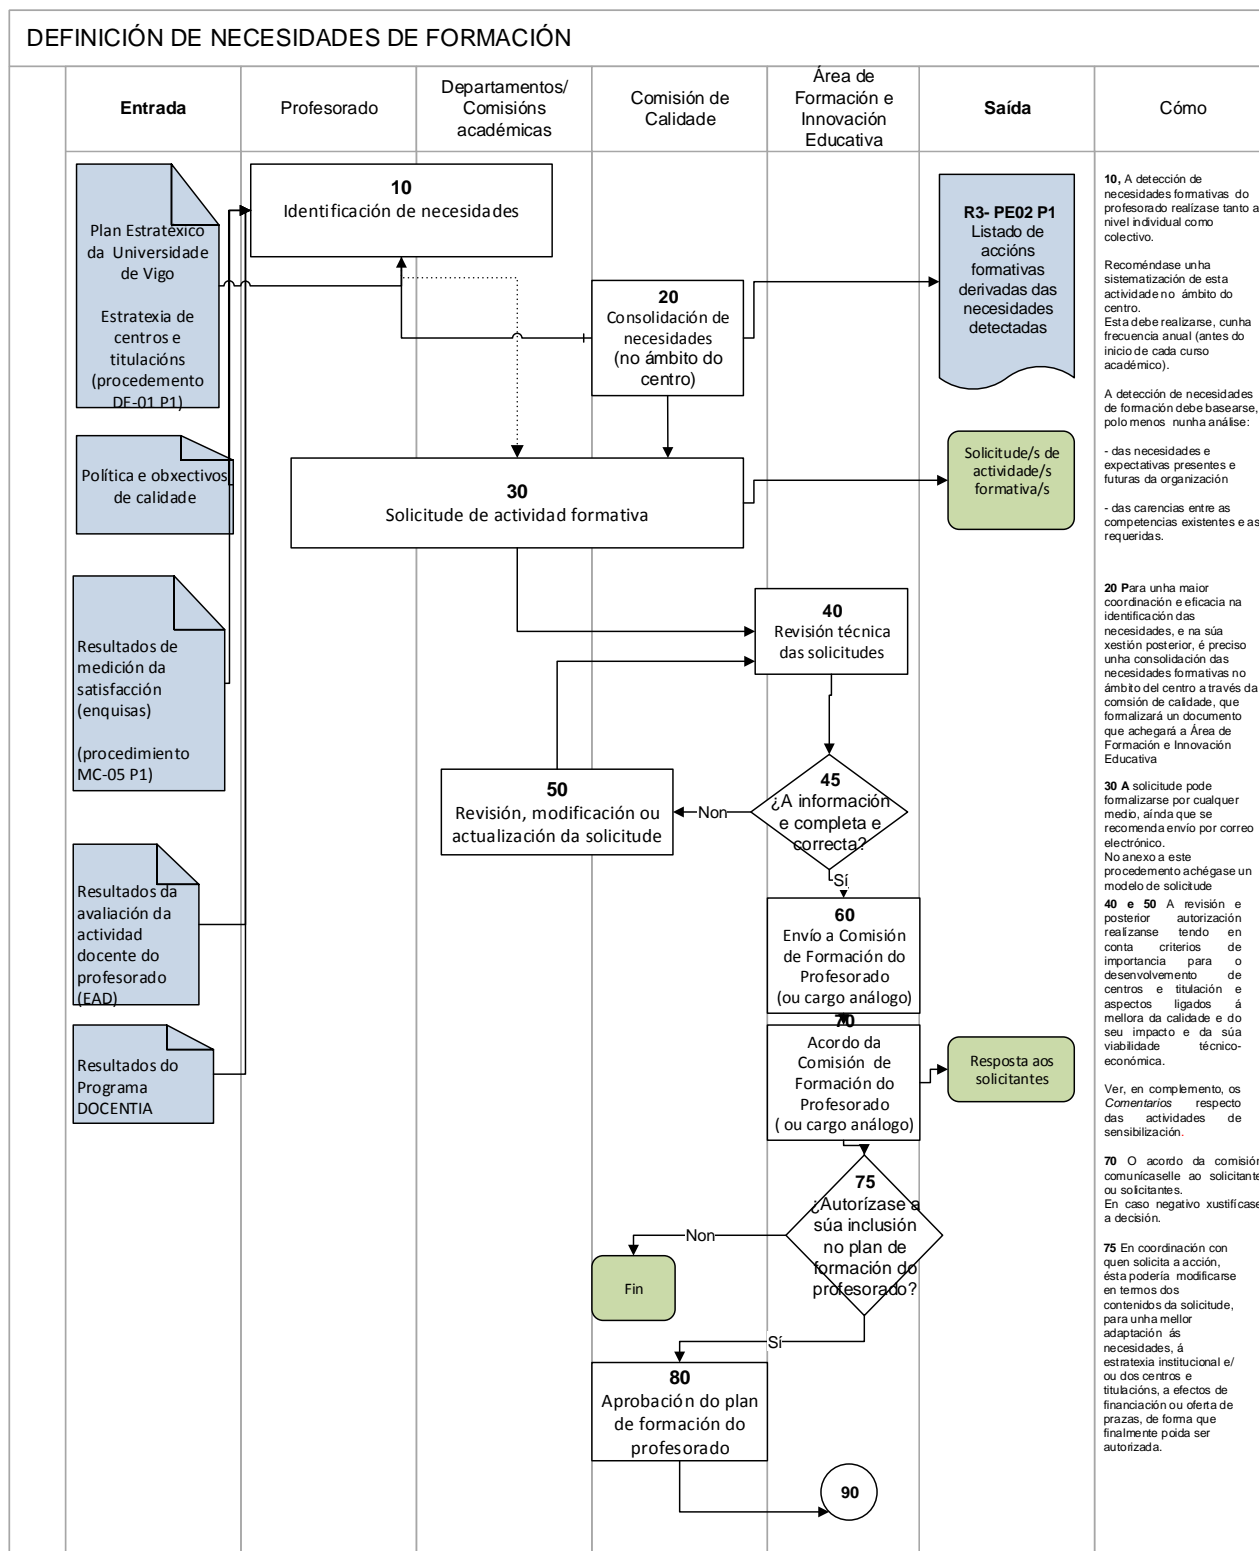 DEFINICIÓN DE NECESIDADES DE FORMACIÓN
Entrada
Profesorado
Departamentos/
Comisións
académicas
Comisión de
Calidade
Área de
Formación e
Innovación
Educativa
Saída
Cómo
Plan Estratéxico
da Universidade
de Vigo
Estratexia de
centros e
titulacións
(procedemento
DE-01 P1)
Política e obxectivos
de calidade
Resultados de
medición da
satisfacción
(enquisas)
(procedimiento
MC-05 P1)
Resultados da
avaliación da
actividad
docente do
profesorado
(EAD)
Resultados do
Programa
DOCENTIA
10
Identificación de necesidades
20
Consolidación de
necesidades
(no ámbito do
centro)
30
Solicitude de actividad formativa
40
Revisión técnica
das solicitudes
45
¿A información
e completa e
correcta?
Non
Sí
50
Revisión, modificación ou
actualización da solicitude
60
Envío a Comisión
de Formación do
Profesorado
(ou cargo análogo)
70
Acordo da
Comisión de
Formación do
Profesorado
( ou cargo análogo)
75
¿Autorízase a
súa inclusión
no plan de
formación do
profesorado?
Non
Fin
Sí
80
Aprobación do plan
de formación do
profesorado
90
R3- PE02 P1
Listado de
accións
formativas
derivadas das
necesidades
detectadas
Solicitude/s de
actividade/s
formativa/s
Resposta aos
solicitantes
10, A detección de
necesidades formativas do
profesorado realízase tanto a
nivel individual como
colectivo.
Recoméndase unha
sistematización de esta
actividade no ámbito do
centro.
Esta debe realizarse, cunha
frecuencia anual (antes do
inicio de cada curso
académico).
A detección de necesidades
de formación debe basearse,
polo menos nunha análise:
- das necesidades e
expectativas presentes e
futuras da organización
- das carencias entre as
competencias existentes e as
requeridas.
20 Para unha maior
coordinación e eficacia na
identificación das
necesidades, e na súa
xestión posterior, é preciso
unha consolidación das
necesidades formativas no
ámbito del centro a través da
comsión de calidade, que
formalizará un documento
que achegará a Área de
Formación e Innovación
Educativa
30 A solicitude pode
formalizarse por cualquer
medio, aínda que se
recomenda envío por correo
electrónico.
No anexo a este
procedemento achégase un
modelo de solicitude
40 e 50 A revisión e
posterior autorización
realízanse tendo en
conta criterios de
importancia para o
desenvolvemento de
centros e titulación e
aspectos ligados á
mellora da calidade e do
seu impacto e da súa
viabilidade técnico-
económica.
Ver, en complemento, os
Comentarios respecto
das actividades de
sensibilización.
70 O acordo da comisión
comunícaselle ao solicitante
ou solicitantes.
En caso negativo xustifícase
a decisión.
75 En coordinación con
quen solicita a acción,
ésta podería modificarse
en termos dos
contenidos da solicitude,
para unha mellor
adaptación ás
necesidades, á
estratexia institucional e/
ou dos centros e
titulacións, a efectos de
financiación ou oferta de
prazas, de forma que
finalmente poida ser
autorizada.